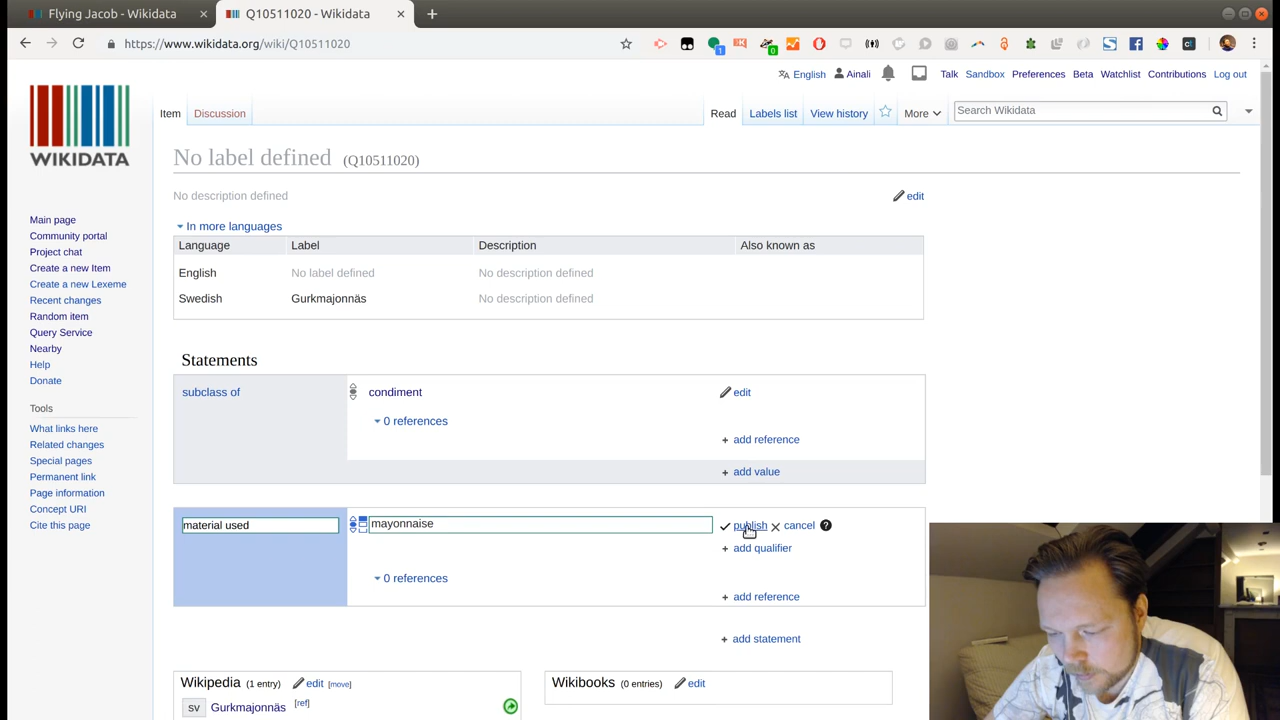 Flying Jacob - Wikidata
Q10511020 - Wikidata
https://www.wikidata.org/wiki/Q10511020
1
0
English Ainali Talk Sandbox Preferences Beta Watchlist Contributions Log out
WIKIDATA
Item Discussion Read Labels list View history More Search Wikidata
No label defined (Q10511020)
No description defined edit
In more languages
Language Label Description Also known as
English No label defined No description defined
Swedish Gurkmajonnäs No description defined
Main page
Community portal
Project chat
Create a new Item
Create a new Lexeme
Recent changes
Random item
Query Service
Nearby
Help
Donate
Tools
What links here
Related changes
Special pages
Permanent link
Page information
Concept URI
Cite this page
Statements
subclass of condiment edit
0 references
+ add reference
+ add value
material used mayonnaise publish cancel ?
+ add qualifier
0 references
+ add reference
+ add statement
Wikipedia (1 entry) edit [move]
sv Gurkmajonnäs [ref]
Wikibooks (0 entries) edit